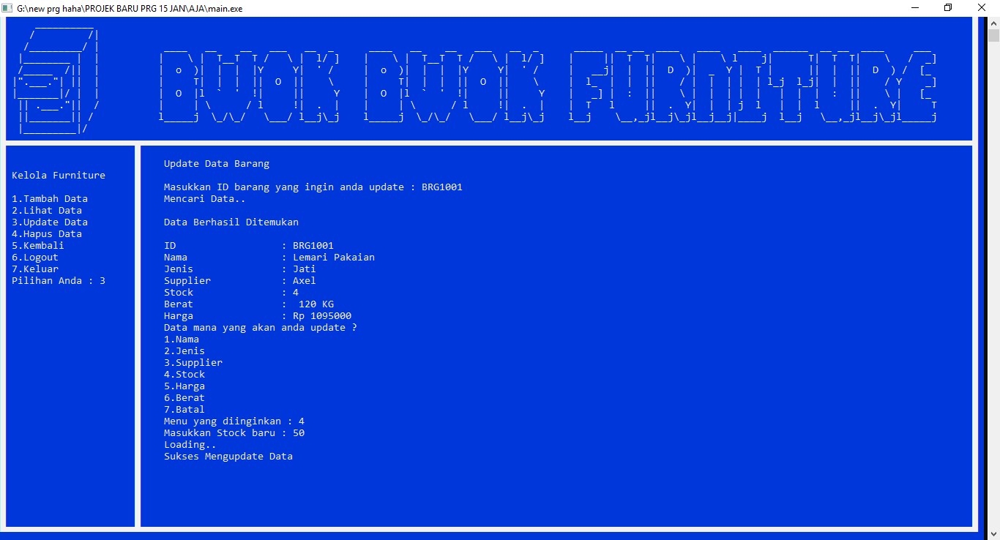 G:\new prg haha\PROJEK BARU PRG 15 JAN\AJA\main.exe
BWOK BWOK FURNITURE
Kelola Furniture
1.Tambah Data
2.Lihat Data
3.Update Data
4.Hapus Data
5.Kembali
6.Logout
7.Keluar
Pilihan Anda : 3
Update Data Barang
Masukkan ID barang yang ingin anda update : BRG1001
Mencari Data..
Data Berhasil Ditemukan
ID : BRG1001
Nama : Lemari Pakaian
Jenis : Jati
Supplier : Axel
Stock : 4
Berat :  120 KG
Harga : Rp 1095000
Data mana yang akan anda update ?
1.Nama
2.Jenis
3.Supplier
4.Stock
5.Harga
6.Berat
7.Batal
Menu yang diinginkan : 4
Masukkan Stock baru : 50
Loading..
Sukses Mengupdate Data